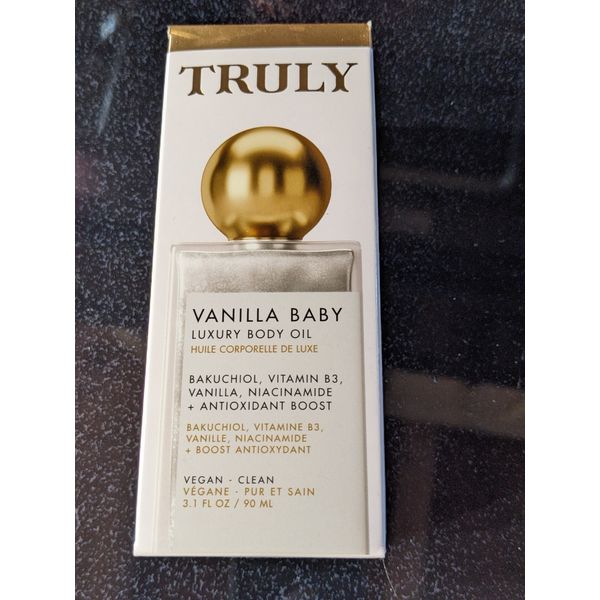 TRULY
VANILLA BABY
LUXURY BODY OIL
HUILE CORPORELLE DE LUXE
BAKUCHIOL, VITAMIN B3,
VANILLA, NIACINAMIDE
+ ANTIOXIDANT BOOST
BAKUCHIOL, VITAMINE B3,
VANILLE, NIACINAMIDE
+ BOOST ANTIOXYDANT
VEGAN - CLEAN
VÉGANE - PUR ET SAIN
3.1 FL OZ / 90 ML